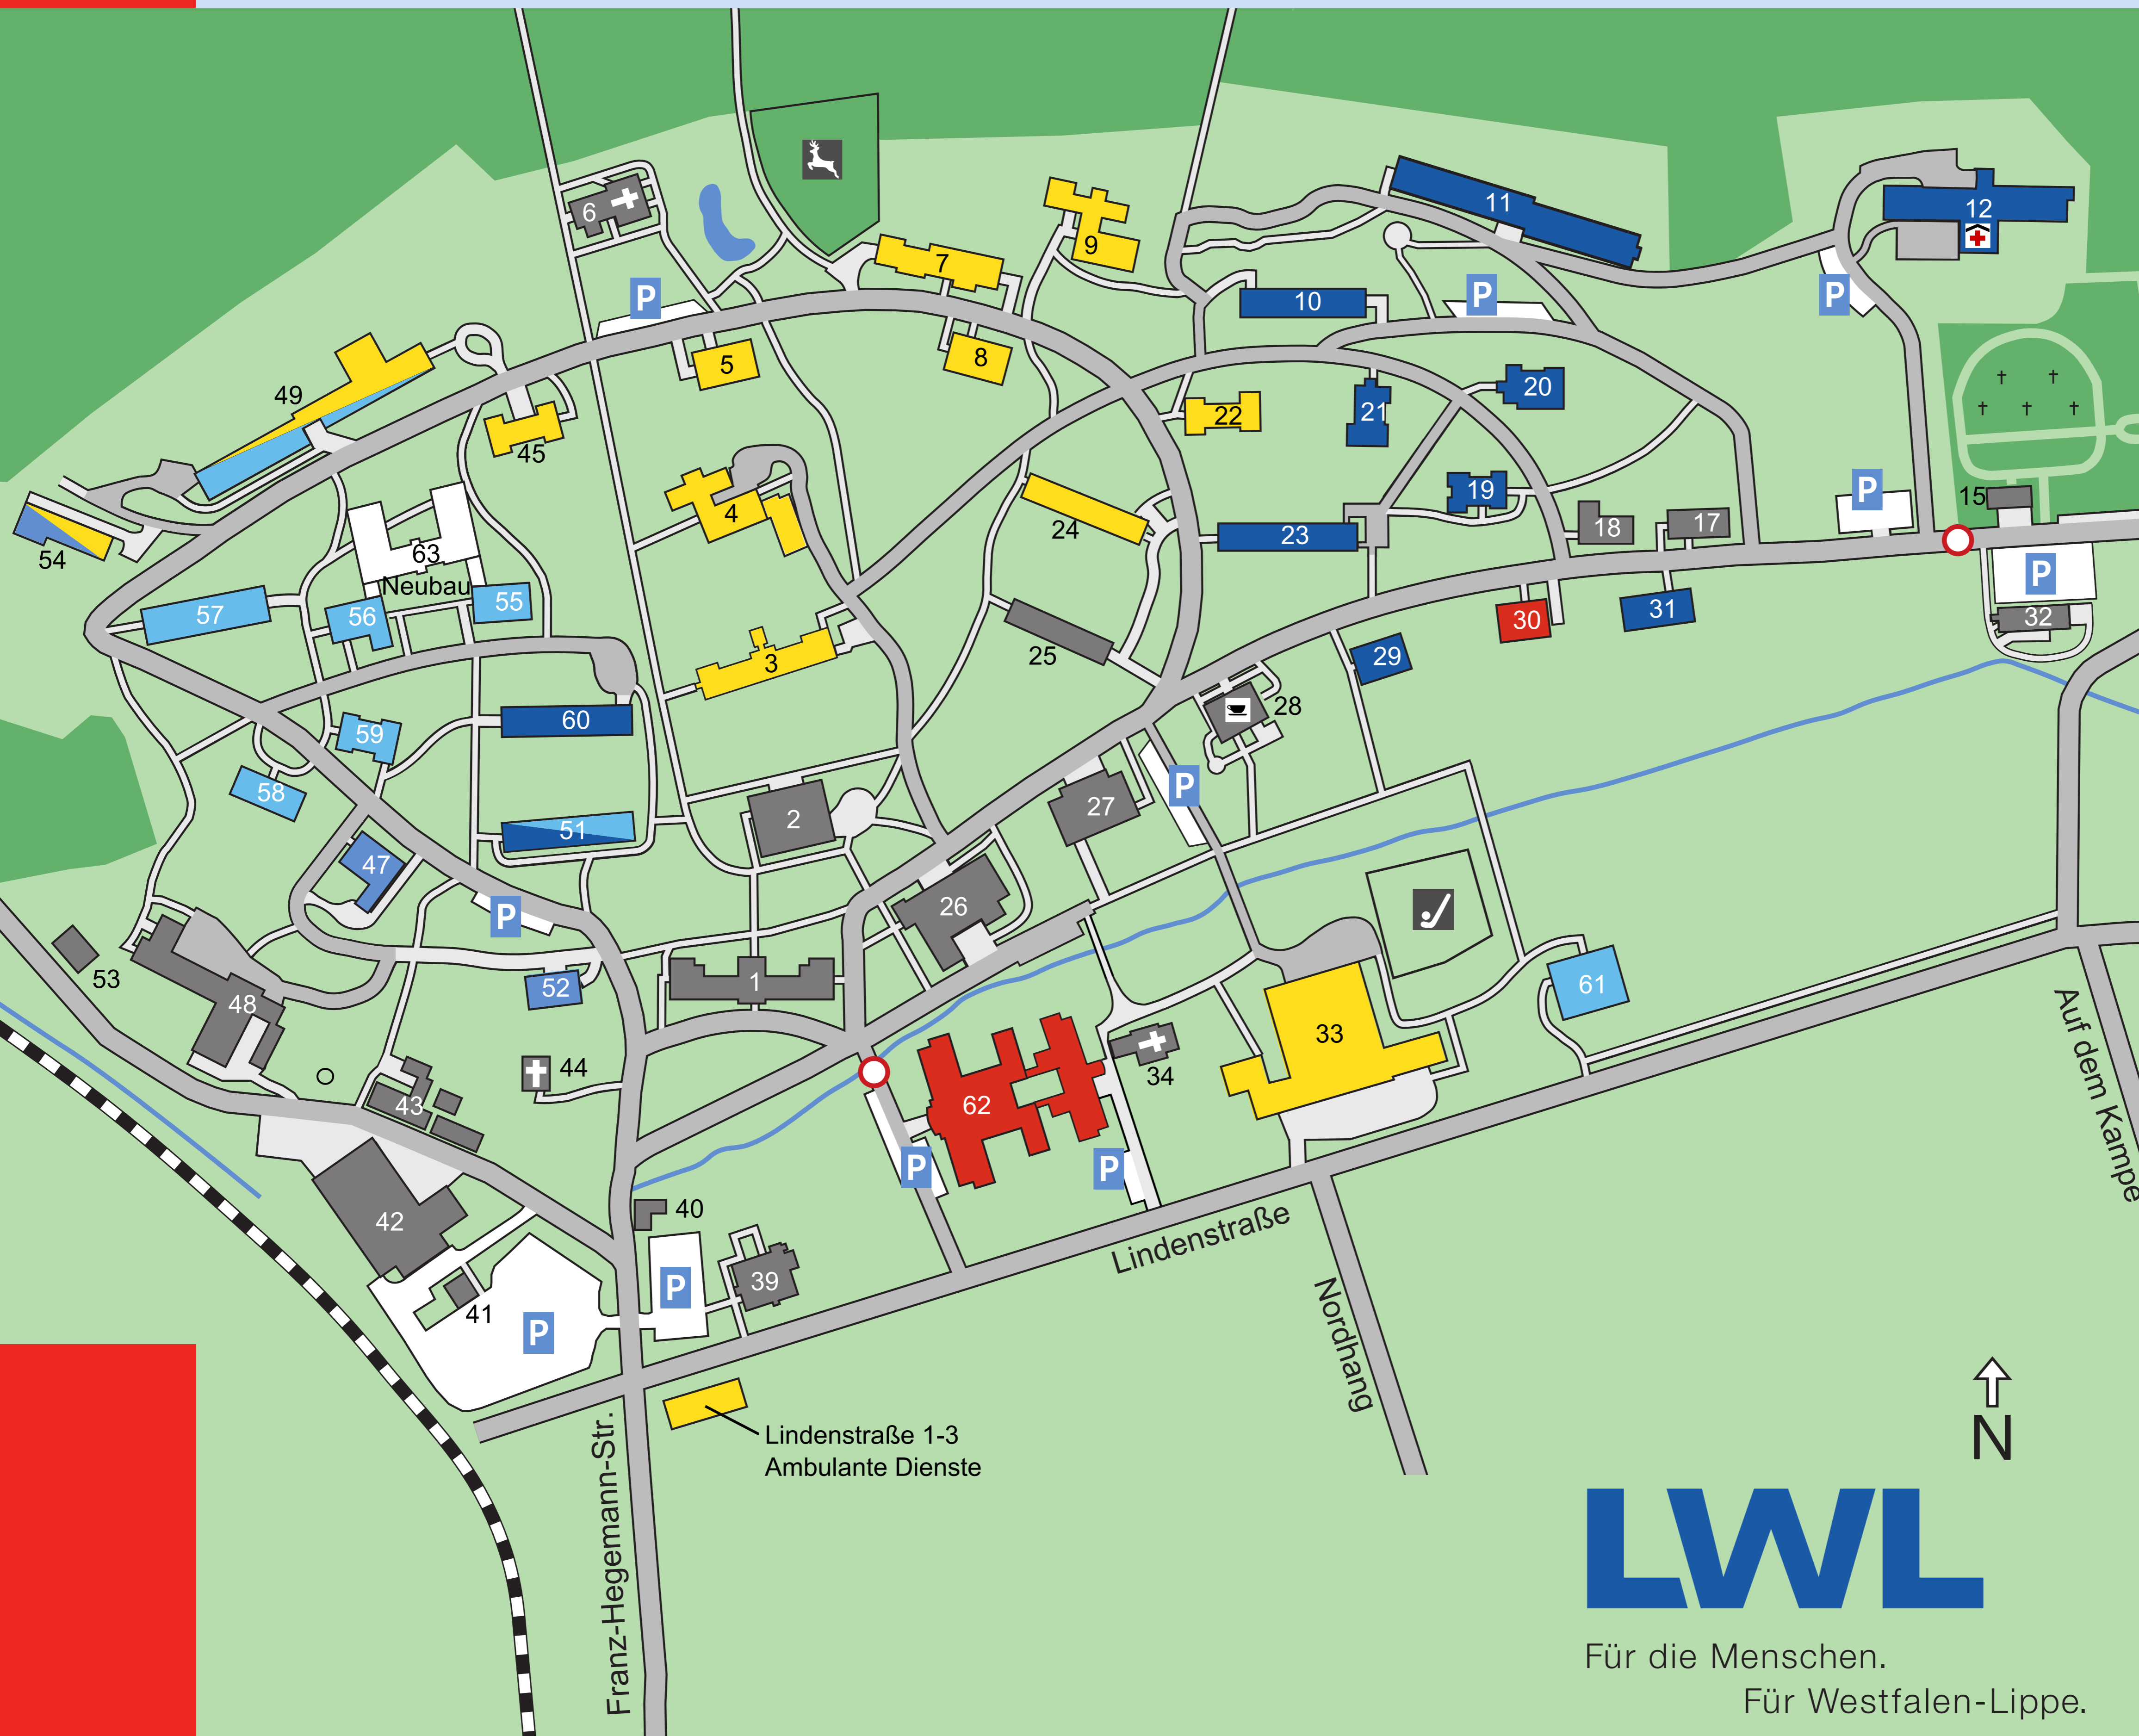 6
P
7
9
11
12
10
P
P
8
5
49
45
22
21
20
4
24
23
19
18
17
P
15
54
63
Neubau
57
56
55
3
25
29
30
31
P
32
60
59
28
58
51
2
27
P
47
P
26
53
48
52
1
61
33
44
43
62
34
P
P
42
40
39
P
41
P
Lindenstraße
Nordhang
Auf dem Kampe
Lindenstraße 1-3
Ambulante Dienste
Franz-Hegemann-Str.
N
LWL
Für die Menschen.
Für Westfalen-Lippe.